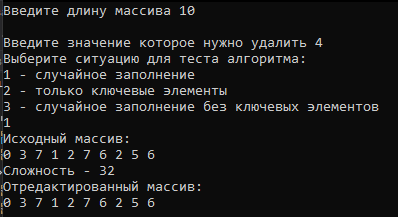 Введите длину массива 10
Введите значение которое нужно удалить 4
Выберите ситуацию для теста алгоритма:
1 - случайное заполнение
2 - только ключевые элементы
3 - случайное заполнение без ключевых элементов
1
Исходный массив:
0 3 7 1 2 7 6 2 5 6
Сложность - 32
Отредактированный массив:
0 3 7 1 2 7 6 2 5 6